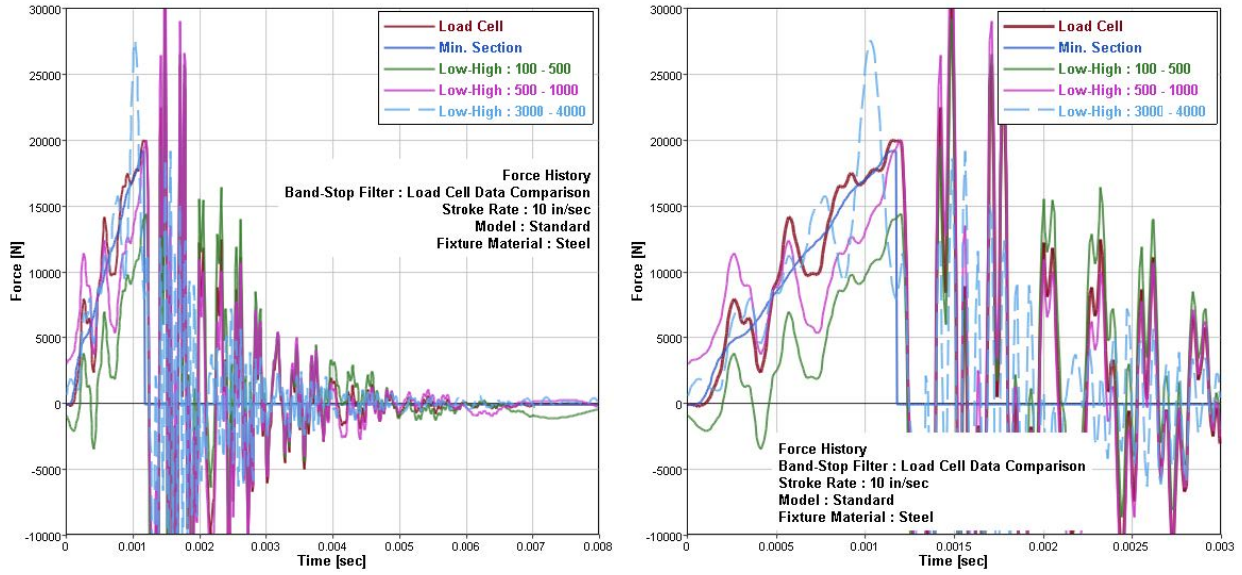 30000
25000
20000
15000
10000
5000
0
-5000
-10000
Force [N]
Load Cell
Min. Section
Low-High : 100 - 500
Low-High : 500 - 1000
Low-High : 3000 - 4000
Force History
Band-Stop Filter : Load Cell Data Comparison
Stroke Rate : 10 in/sec
Model : Standard
Fixture Material : Steel
0 0.001 0.002 0.003 0.004 0.005 0.006 0.007 0.008
Time [sec]
30000
25000
20000
15000
10000
5000
0
-5000
-10000
Force [N]
Load Cell
Min. Section
Low-High : 100 - 500
Low-High : 500 - 1000
Low-High : 3000 - 4000
Force History
Band-Stop Filter : Load Cell Data Comparison
Stroke Rate : 10 in/sec
Model : Standard
Fixture Material : Steel
0 0.0005 0.001 0.0015 0.002 0.0025 0.003
Time [sec]